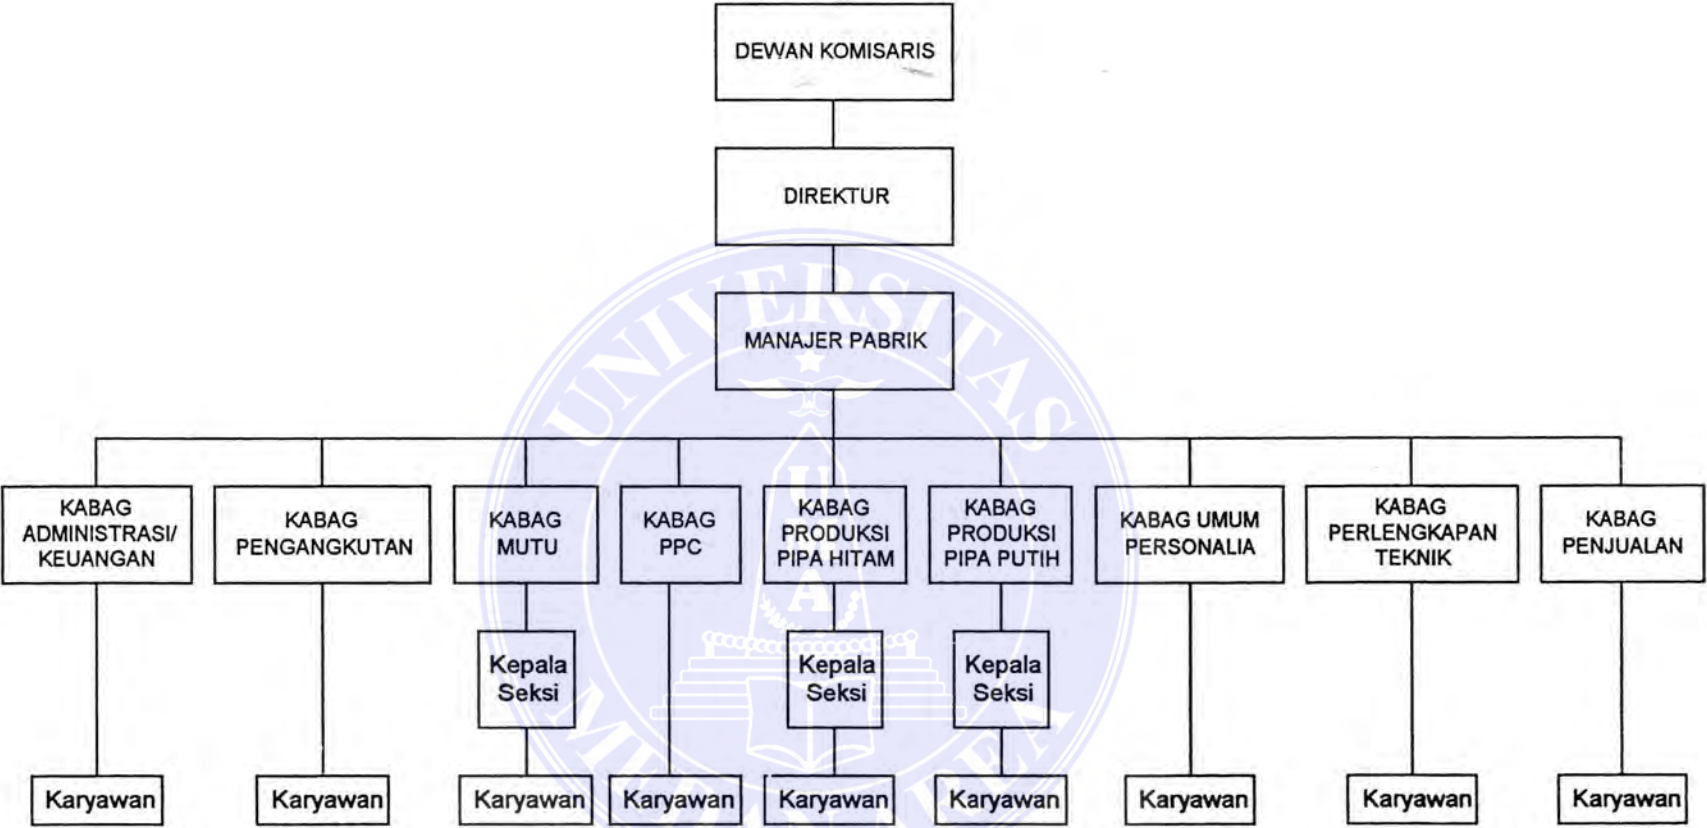 DEWAN KOMISARIS
DIREKTUR
MANAJER PABRIK
KABAG
ADMINISTRASI/
KEUANGAN
KABAG
PENGANGKUTAN
KABAG
MUTU
KABAG
PPC
KABAG
PRODUKSI
PIPA HITAM
KABAG
PRODUKSI
PIPA PUTIH
KABAG UMUM
PERSONALIA
KABAG
PERLENGKAPAN
TEKNIK
KABAG
PENJUALAN
Kepala
Seksi
Kepala
Seksi
Kepala
Seksi
Karyawan
Karyawan
Karyawan
Karyawan
Karyawan
Karyawan
Karyawan
Karyawan
Karyawan
UNIVERSITAS
U
M
A